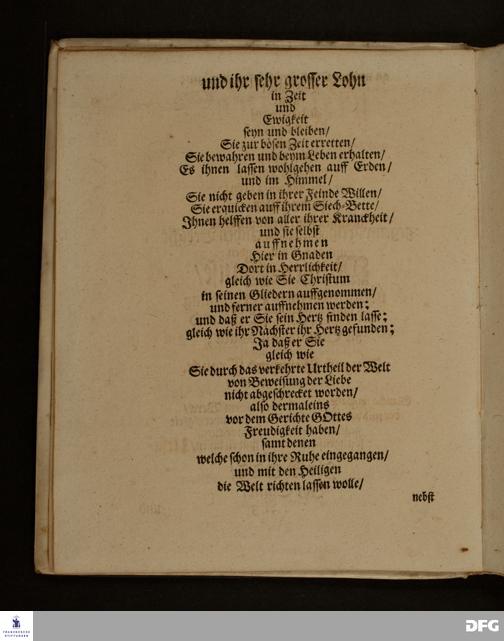 und ihr sehr grosser Lohn
in Zeit
und
Ewigkeit
seyn und bleiben/
Sie zur bösen Zeit erretten/
Sie bewahren und beym Leben erhalten/
Es ihnen lassen wohlgehen auff Erden/
und im Himmel/
Sie nicht geben in ihrer Feinde Willen/
Sie erquicken auff ihrem Siech-Bette/
Ihnen helffen von aller ihrer Kranckheit/
und sie selbst
auffnehmen
Hier in Gnaden
Dort in Herrlichkeit/
gleich wie Sie Christum
in seinen Gliedern auffgenommen/
und ferner auffnehmen werden;
und daß er Sie sein Hertz finden lasse;
gleich wie ihr Nächster ihr Hertz gefunden;
Ja daß er Sie
gleich wie
Sie durch das verkehrte Urtheil der Welt
von Beweisung der Liebe
nicht abgeschrecket worden/
also dermaleins
vor dem Gerichte GOttes
Freudigkeit haben/
samt denen
welche schon in ihre Ruhe eingegangen/
und mit den Heiligen
die Welt richten lassen wolle/
nebst
FRANCKESCHE
STIFTUNGEN
DFG